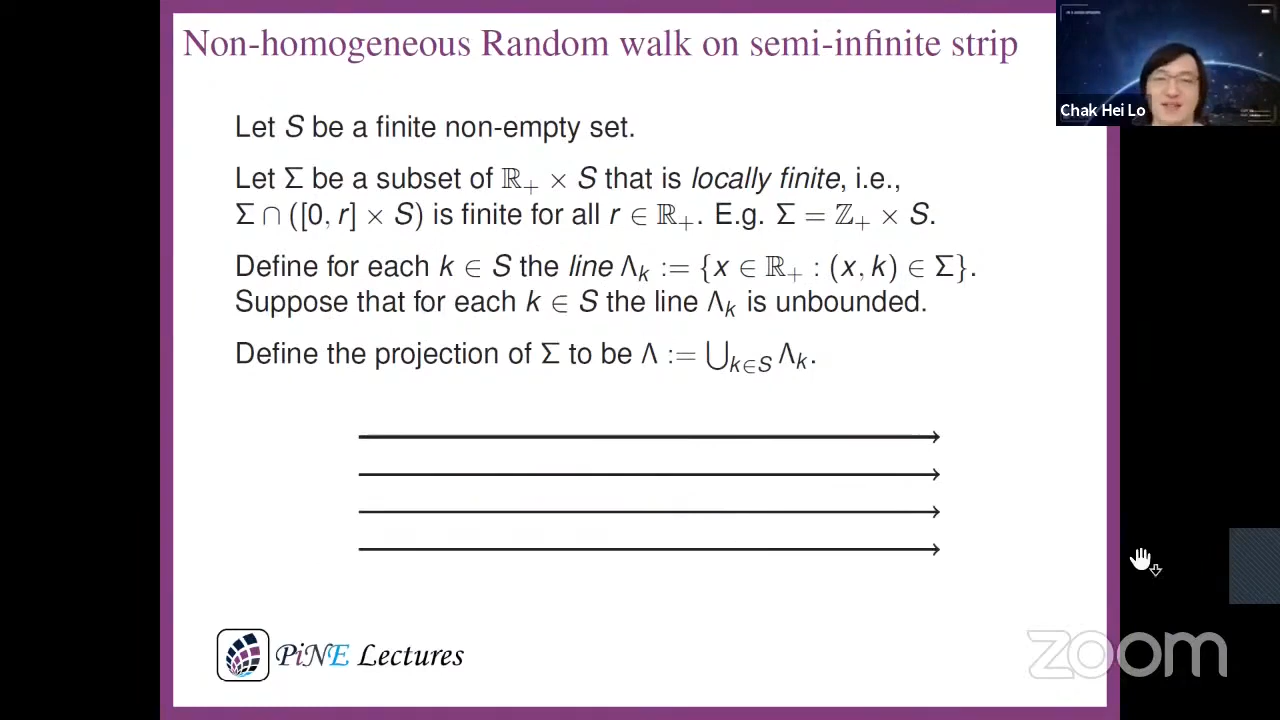 Non-homogeneous Random walk on semi-infinite strip
Chak Hei Lo
Let S be a finite non-empty set.
Let Σ be a subset of ℝ₊ × S that is locally finite, i.e.,
Σ ∩ ([0, r] × S) is finite for all r ∈ ℝ₊. E.g. Σ = ℤ₊ × S.
Define for each k ∈ S the line Λₖ := {x ∈ ℝ₊ : (x, k) ∈ Σ}.
Suppose that for each k ∈ S the line Λₖ is unbounded.
Define the projection of Σ to be Λ := ⋃ₖ∈S Λₖ.
PiNE Lectures
zoom